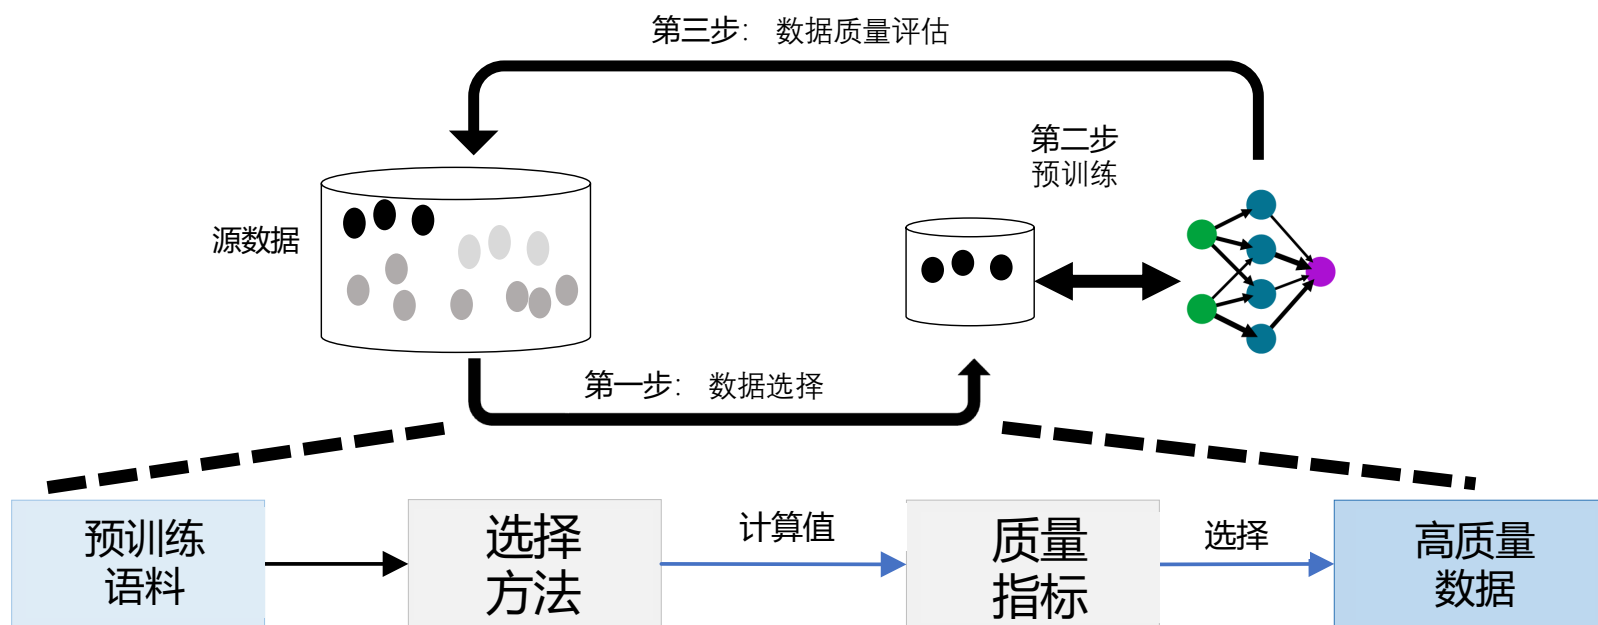 第三步： 数据质量评估
第二步
预训练
源数据
第一步： 数据选择
预训练
语料
选择
方法
计算值
质量
指标
选择
高质量
数据